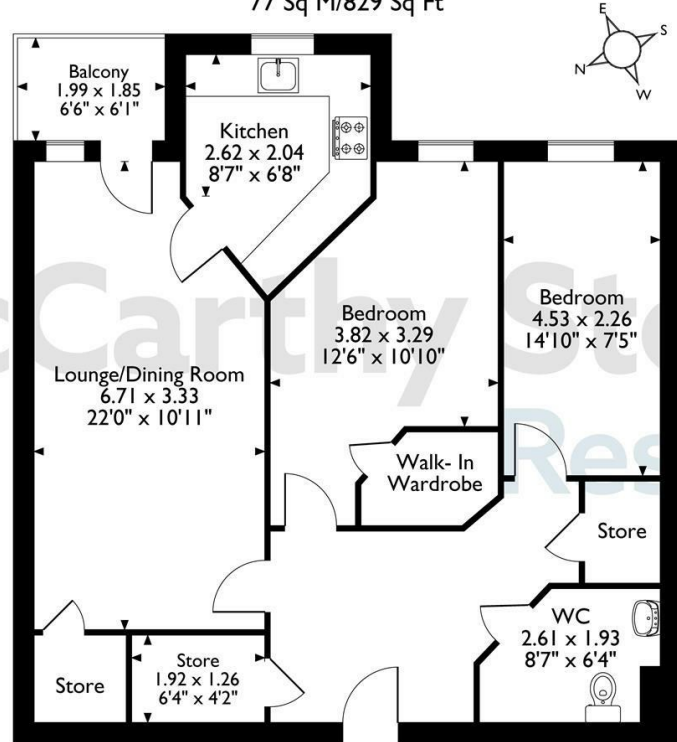 77 Sq M/829 Sq Ft
E
S
N
W
Balcony
1.99 x 1.85
6'6" x 6'1"
Kitchen
2.62 x 2.04
8'7" x 6'8"
Bedroom
3.82 x 3.29
12'6" x 10'10"
Bedroom
4.53 x 2.26
14'10" x 7'5"
Lounge/Dining Room
6.71 x 3.33
22'0" x 10'11"
Walk- In
Wardrobe
Store
WC
2.61 x 1.93
8'7" x 6'4"
Store
1.92 x 1.26
6'4" x 4'2"
Store